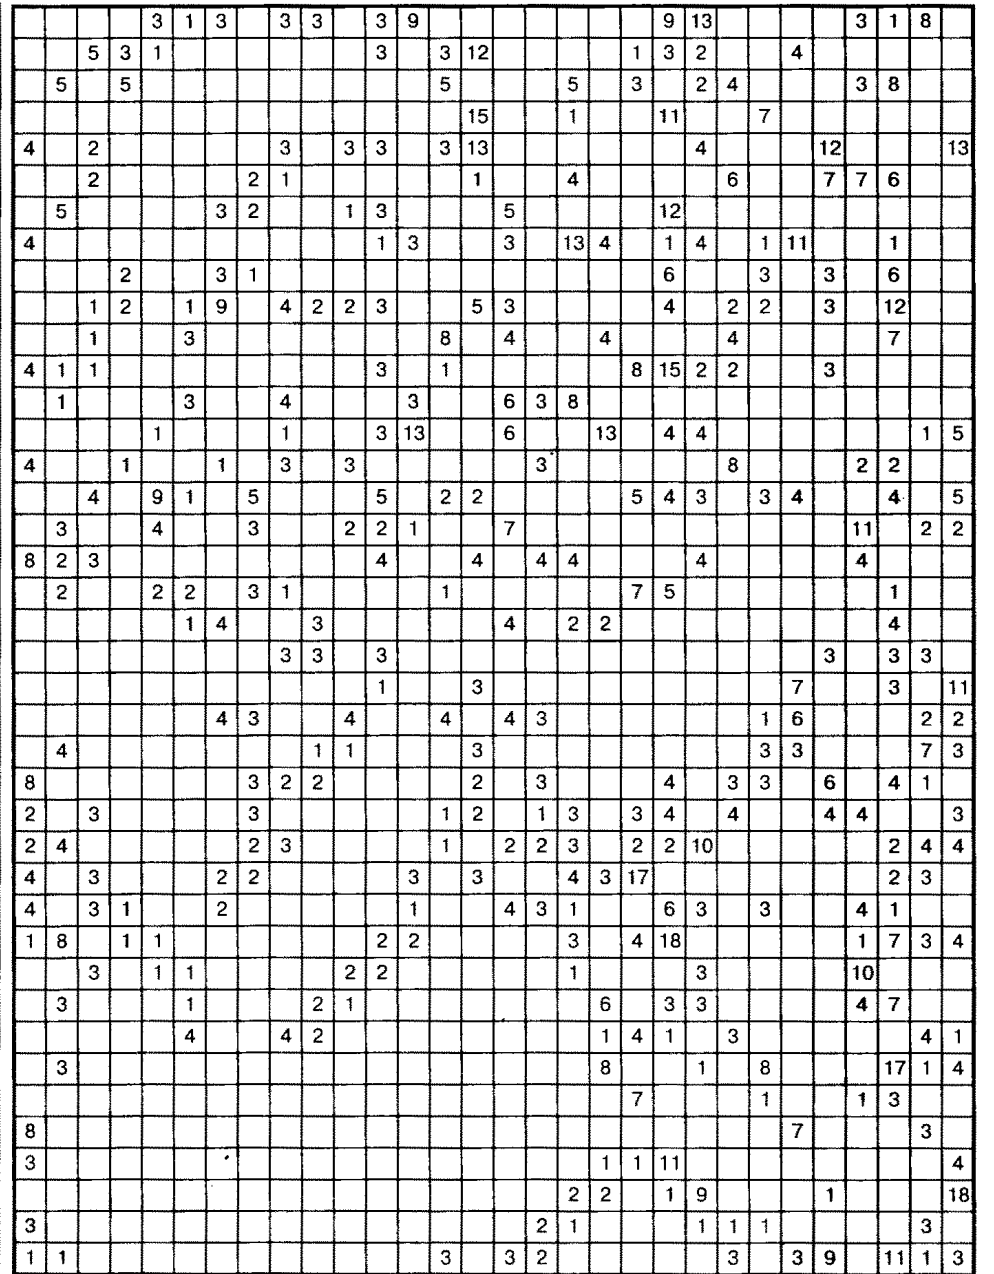 3 1 3 3 3 3 9 9 13 3 1 8
5 3 1 3 3 12 1 3 2 4
5 5 5 5 3 2 4 3 8
15 1 11 7
4 2 3 3 3 3 13 4 12 13
2 2 1 1 4 6 7 7 6
5 3 2 1 3 5 12
4 1 3 3 13 4 1 4 1 11 1
2 3 1 6 3 3 6
1 2 1 9 4 2 2 3 5 3 4 2 2 3 12
1 3 8 4 4 4 7
4 1 1 3 1 8 15 2 2 3
1 3 4 3 6 3 8
1 1 3 13 6 13 4 4 1 5
4 1 1 3 3 3 8 2 2
4 9 1 5 5 2 2 5 4 3 3 4 4 5
3 4 3 2 2 1 7 11 2 2
8 2 3 4 4 4 4 4 4
2 2 2 3 1 1 7 5 1
1 4 3 4 2 2 4
3 3 3 3 3 3
1 3 7 3 11
4 3 4 4 4 3 1 6 2 2
4 1 1 3 3 3 7 3
8 3 2 2 2 3 4 3 3 6 4 1
2 3 3 1 2 1 3 3 4 4 4 4 3
2 4 2 3 1 2 2 3 2 2 10 2 4 4
4 3 2 2 3 3 4 3 17 2 3
4 3 1 2 1 4 3 1 6 3 3 4 1
1 8 1 1 2 2 3 4 18 1 7 3 4
3 1 1 2 2 1 3 10
3 1 2 1 6 3 3 4 7
4 4 2 1 4 1 3 4 1
3 8 1 8 17 1 4
7 1 1 3
8 7 3
3 1 1 11 4
2 2 1 9 1 18
3 2 1 1 1 1 3
1 1 3 3 2 3 3 9 11 1 3